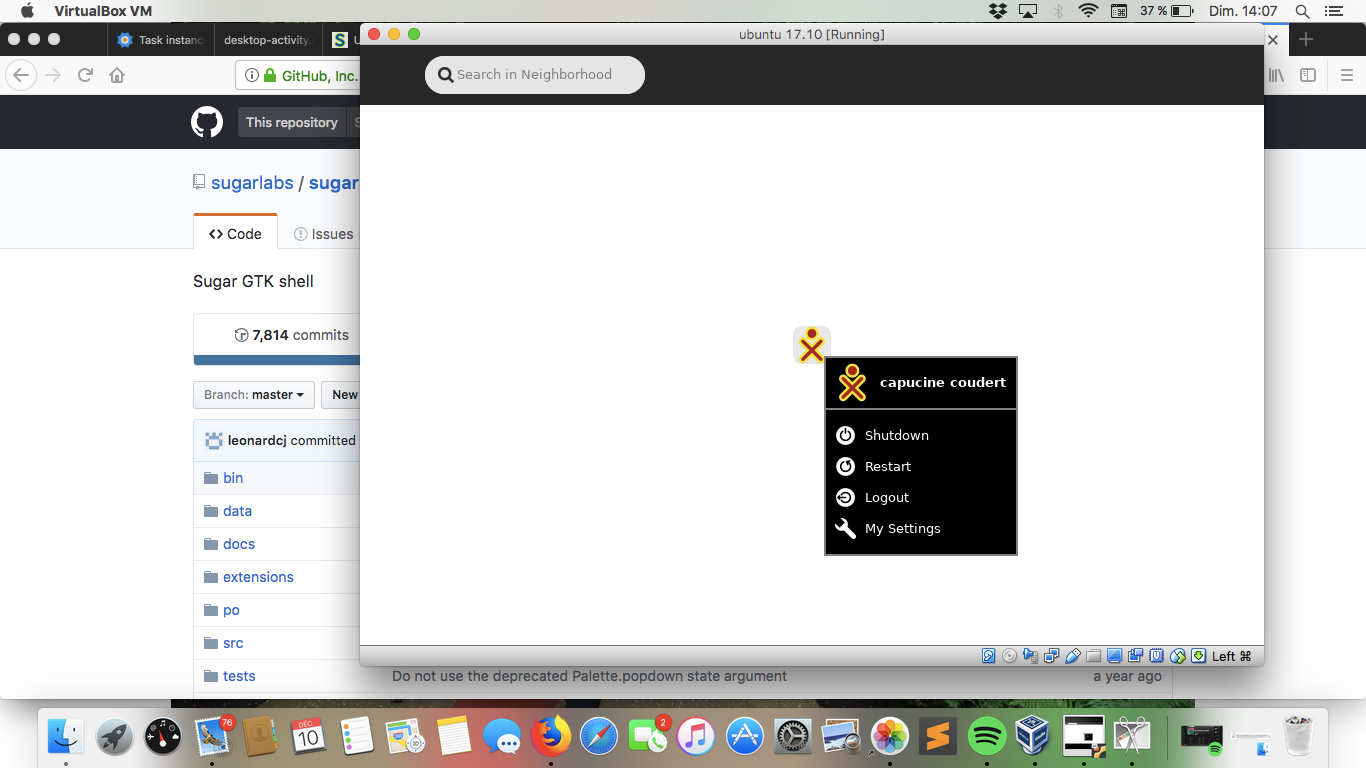 VirtualBox VM
37 %
Dim. 14:07
Task instanc
desktop-activity.
ubuntu 17.10 [Running]
GitHub, Inc.
Search in Neighborhood
This repository
sugarlabs / sugar
Code
Issues
Sugar GTK shell
7,814 commits
Branch: master
New
leonardcj committed
bin
data
docs
extensions
po
src
tests
capucine coudert
Shutdown
Restart
Logout
My Settings
Left ⌘
Do not use the deprecated Palette.popdown state argument
a year ago
76
DÉC
10
2